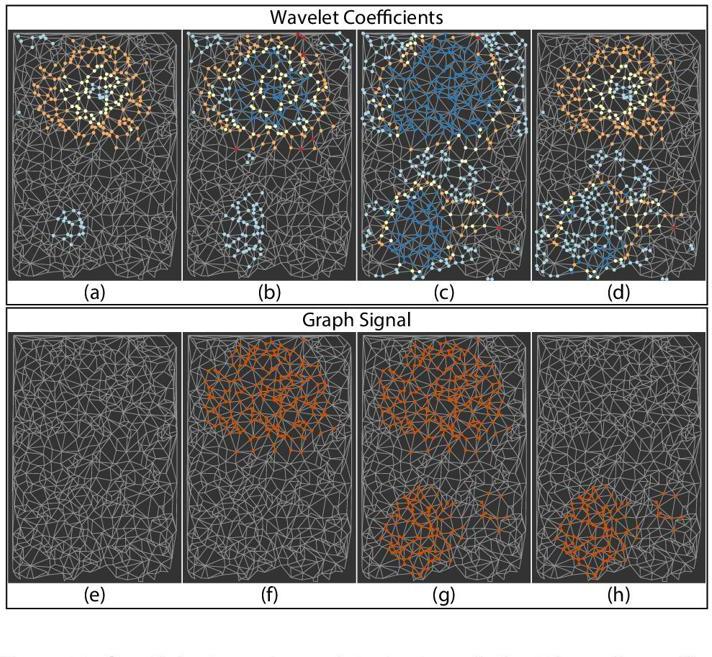 Wavelet Coefficients
(a) (b) (c) (d)
Graph Signal
(e) (f) (g) (h)